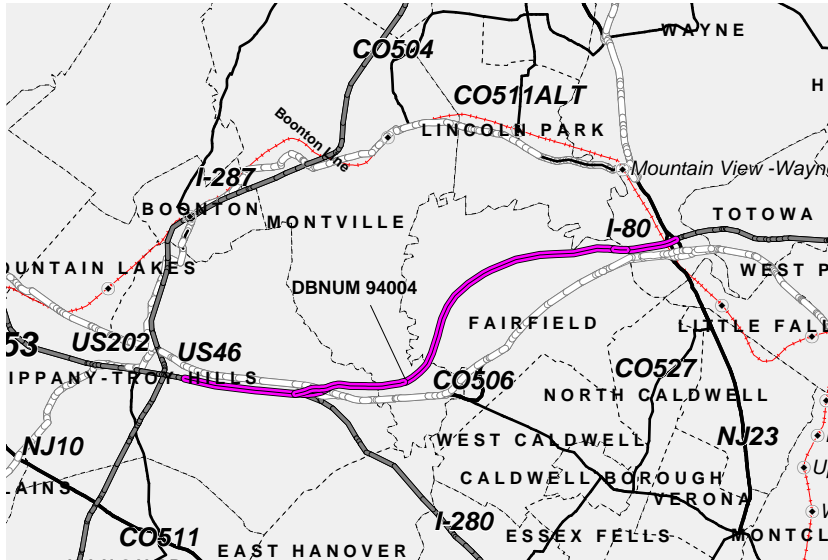 WAYNE
CO504
H
CO511ALT
LINCOLN PARK
Boonton Line
Mountain View -Wayn
I-287
BOONTON
MONTVILLE
I-80
TOTOWA
OUNTAIN LAKES
WEST P
DBNUM 94004
FAIRFIELD
LITTLE FALL
53
US202
US46
IPPANY-TROY HILLS
CO506
CO527
NORTH CALDWELL
NJ10
WEST CALDWELL
NJ23
CALDWELL BOROUGH
LAINS
VERONA
I-280
CO511
ESSEX FELLS
MONTCL
EAST HANOVER